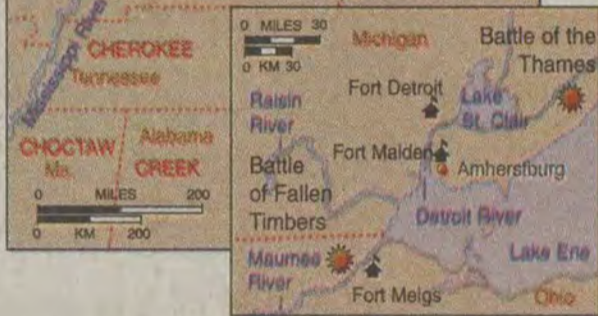 Mississippi River
CHEROKEE
Tennessee
CHOCTAW
Ms.
Alabama
CREEK
0 MILES 200
0 KM 200
0 MILES 30
0 KM 30
Michigan
Battle of the
Thames
Fort Detroit
Lake
St. Clair
Raisin
River
Fort Malden
Amherstburg
Battle
of Fallen
Timbers
Detroit River
Lake Erie
Maumee
River
Fort Meigs
Ohio